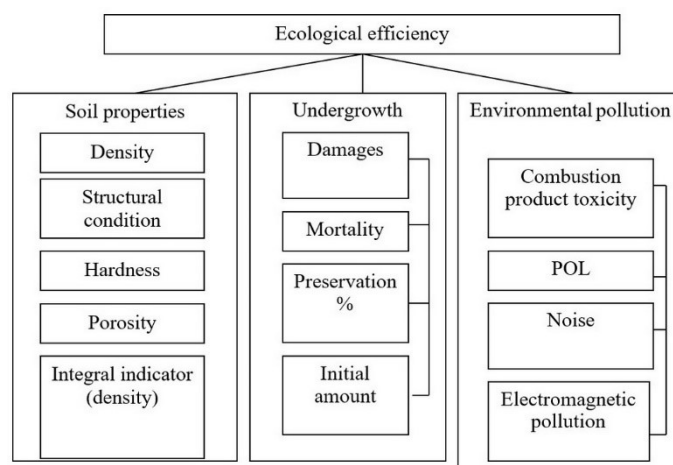 Ecological efficiency
Soil properties
Density
Structural
condition
Hardness
Porosity
Integral indicator
(density)
Undergrowth
Damages
Mortality
Preservation
%
Initial
amount
Environmental pollution
Combustion
product toxicity
POL
Noise
Electromagnetic
pollution